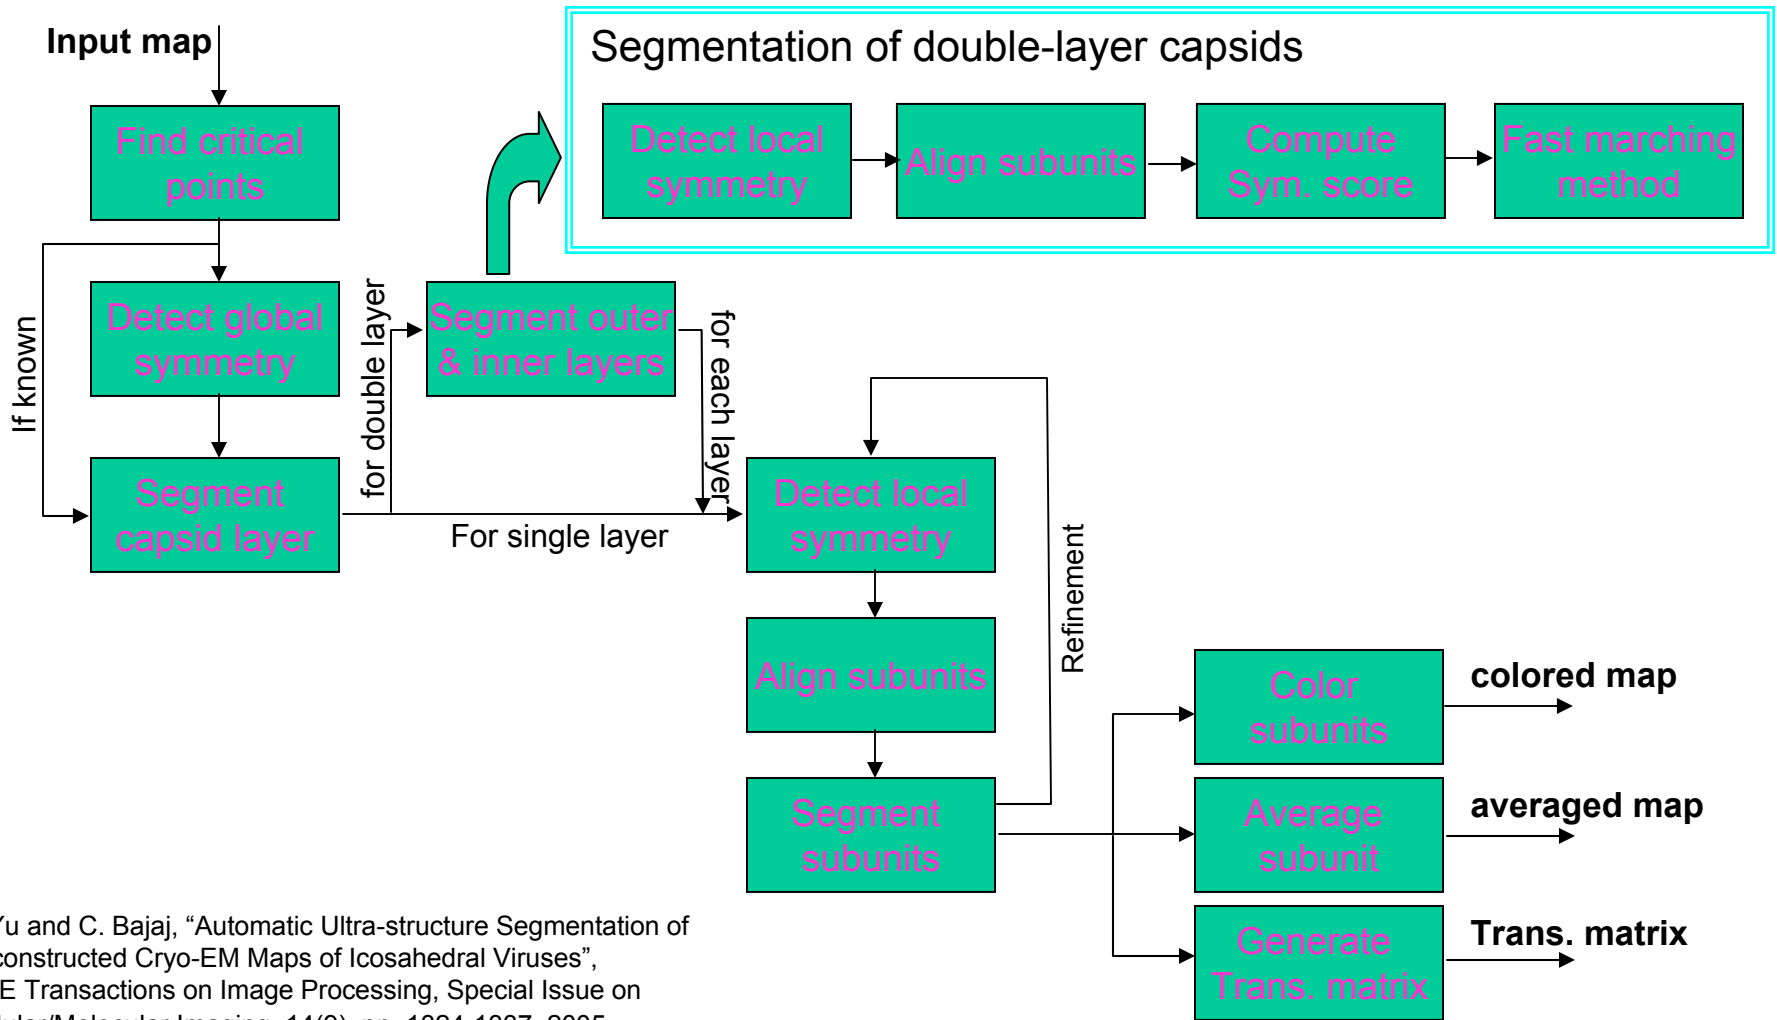 Input map
Segmentation of double-layer capsids
Find critical
points
Detect local
symmetry
Align subunits
Compute
Sym. score
Fast marching
method
If known
Detect global
symmetry
for double layer
Segment outer
& inner layers
for each layer
Segment
capsid layer
For single layer
Detect local
symmetry
Refinement
Align subunits
Segment
subunits
Color
subunits
colored map
Average
subunit
averaged map
Generate
Trans. matrix
Trans. matrix
Yu and C. Bajaj, “Automatic Ultra-structure Segmentation of
constructed Cryo-EM Maps of Icosahedral Viruses”,
E Transactions on Image Processing, Special Issue on